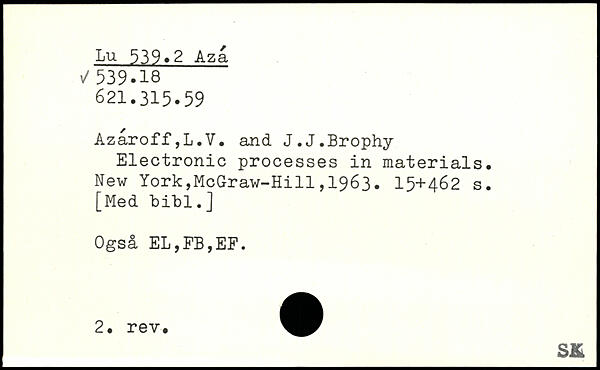 Lu 539.2 Azá
√ 539.18
621.315.59
Azároff,L.V. and J.J.Brophy
Electronic processes in materials.
New York,McGraw-Hill,1963. 15+462 s.
[Med bibl.]
Også EL,FB,EF.
2. rev.
SK